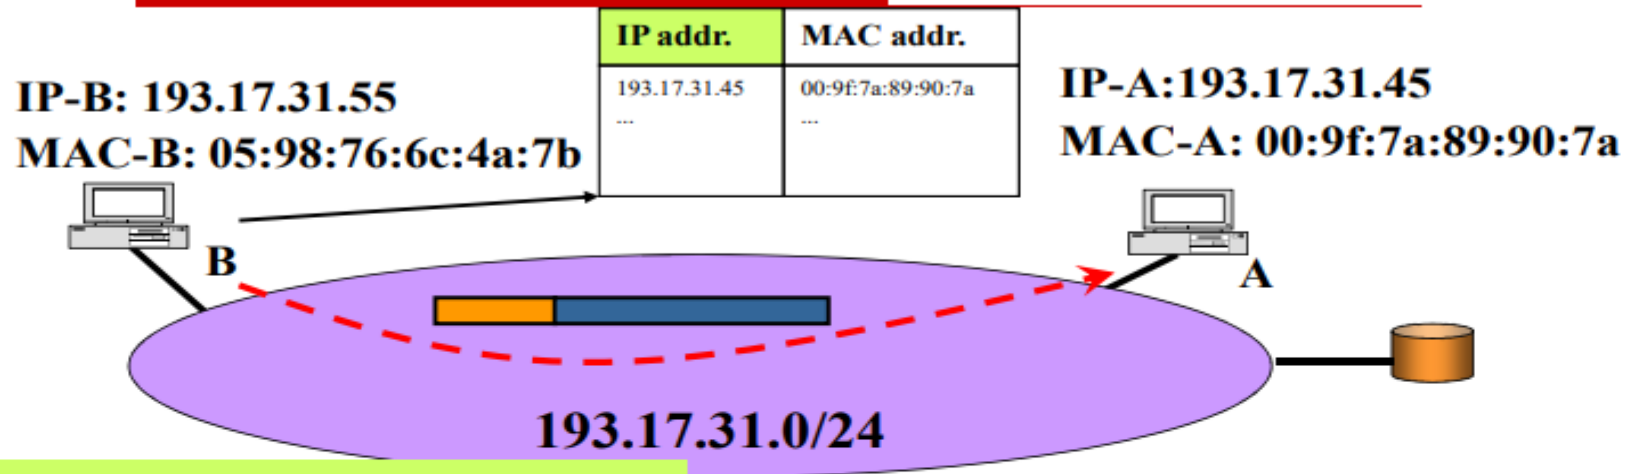 IP addr. MAC addr.
193.17.31.45 00:9f:7a:89:90:7a
... ...
IP-B: 193.17.31.55
MAC-B: 05:98:76:6c:4a:7b
IP-A:193.17.31.45
MAC-A: 00:9f:7a:89:90:7a
B
A
193.17.31.0/24